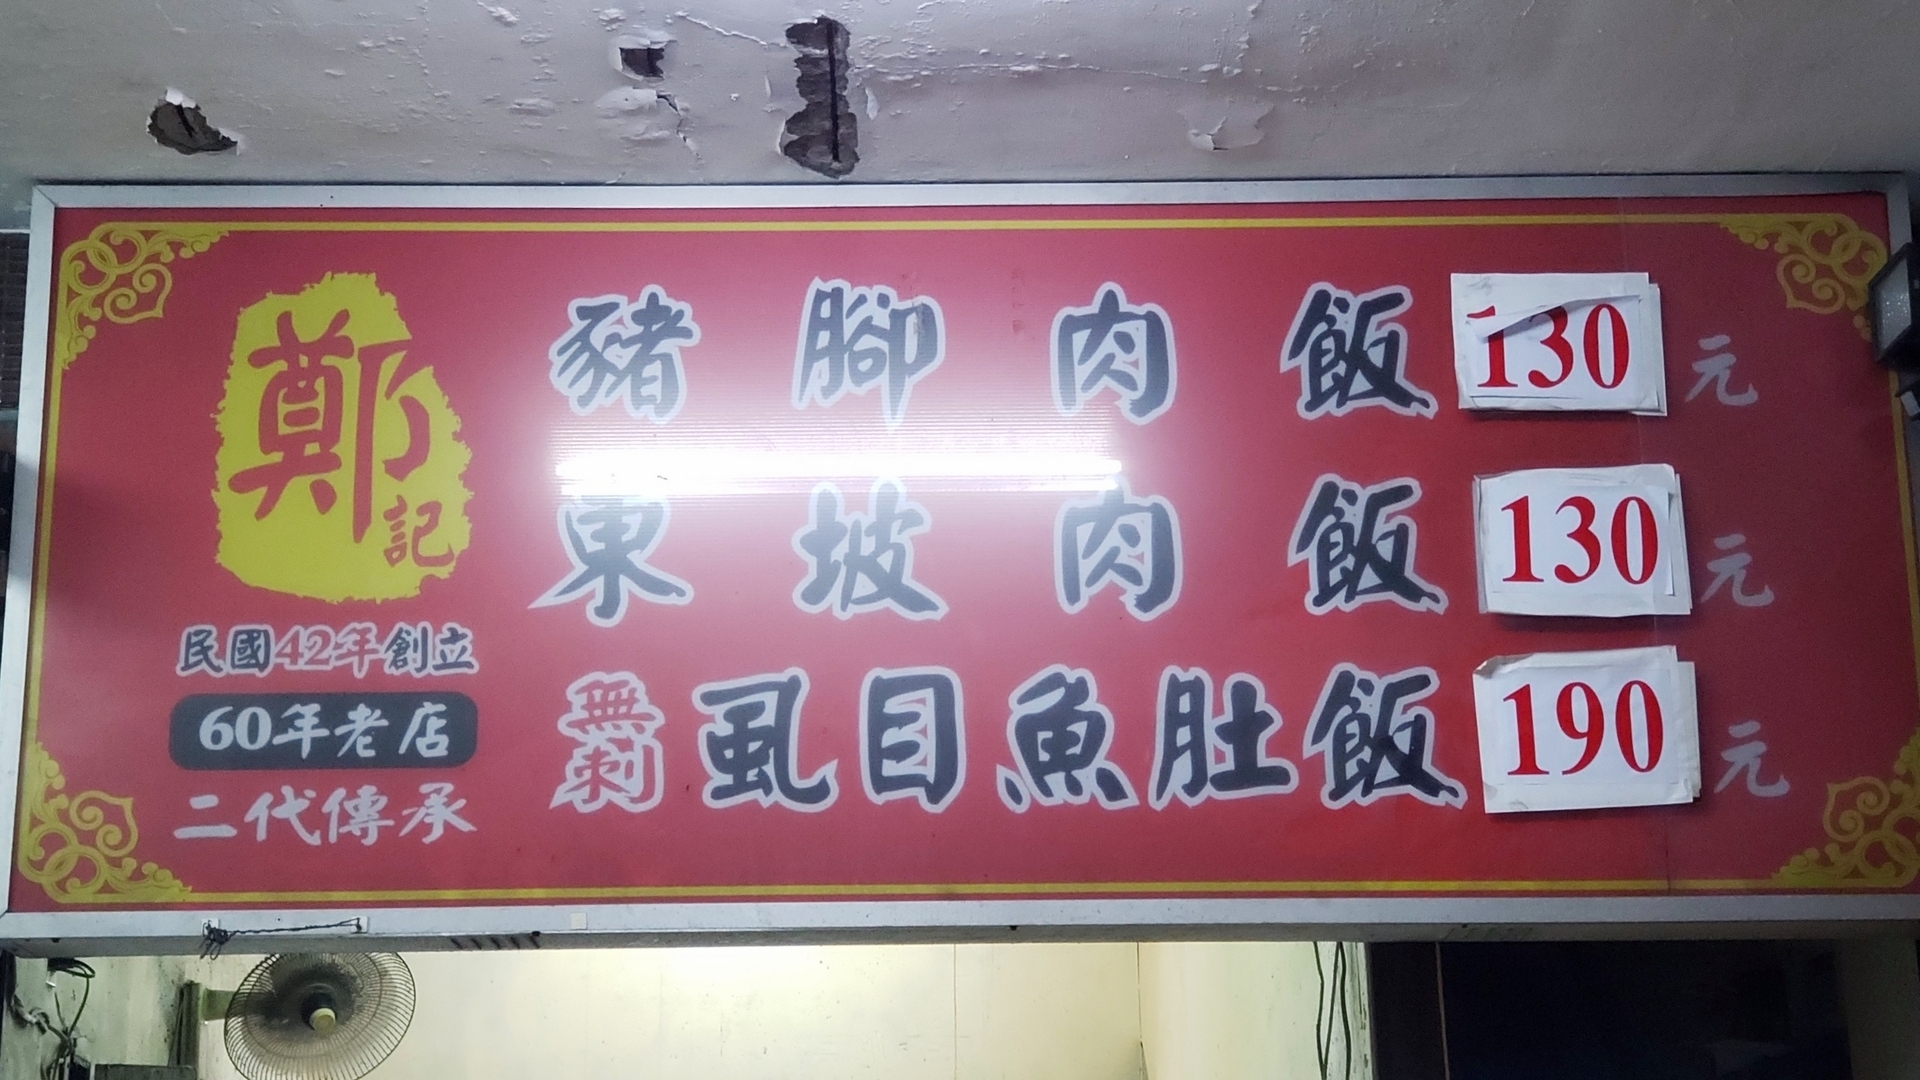 鄭記
民國42年創立
60年老店
二代傳承
豬腳肉飯 130 元
東坡肉飯 130 元
無刺虱目魚肚飯 190 元